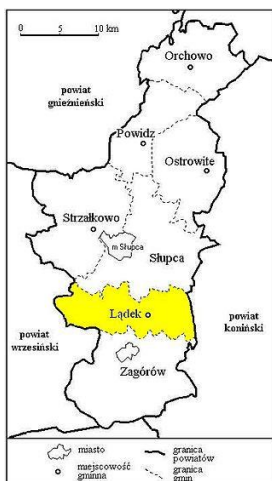 0
10 km
Orchowo
powiat
gnieźnieński
Powidz
Ostrowite
Strzałkowo
m Słupca
Słupca
Lądek
powiat
wrzesiński
powiat
koniński
Zagórów
miasto
miejscowość
gminna
granica
powiatów
granica
gmin